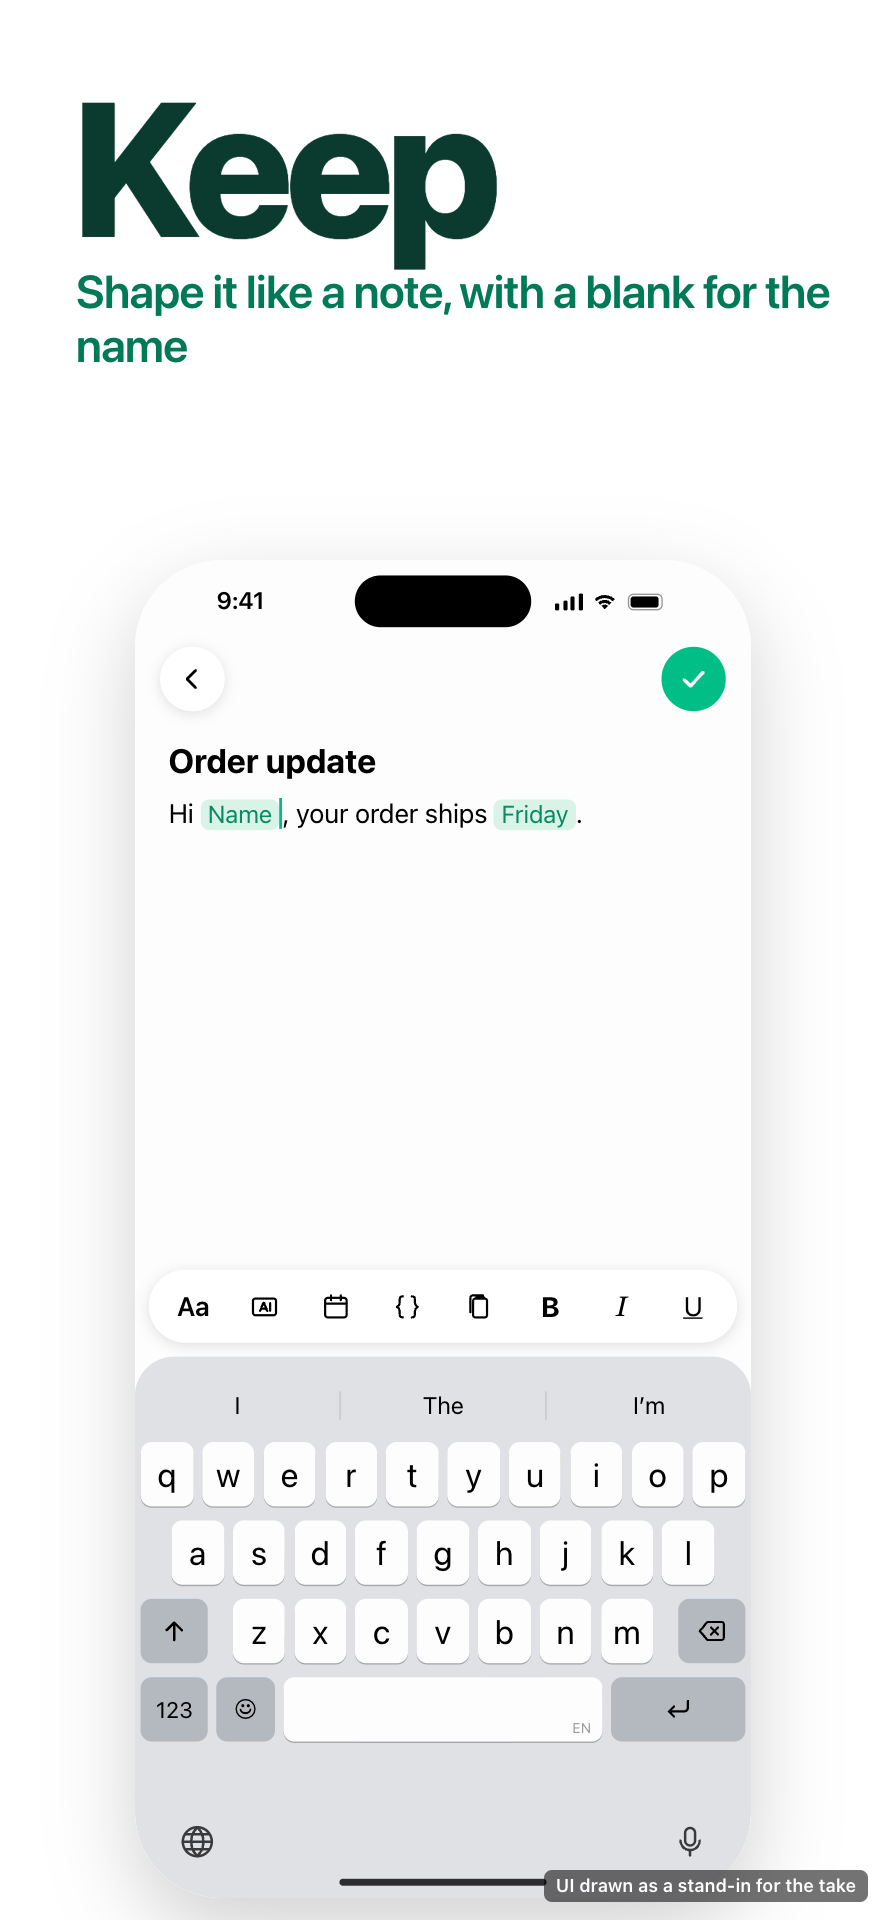 Keep
Shape it like a note, with a blank for the
name
9:41
Order update
Hi Name, your order ships Friday.
Aa AI {} B I U
I The I'm
q w e r t y u i o p
a s d f g h j k l
z x c v b n m
123 EN
UI drawn as a stand-in for the take